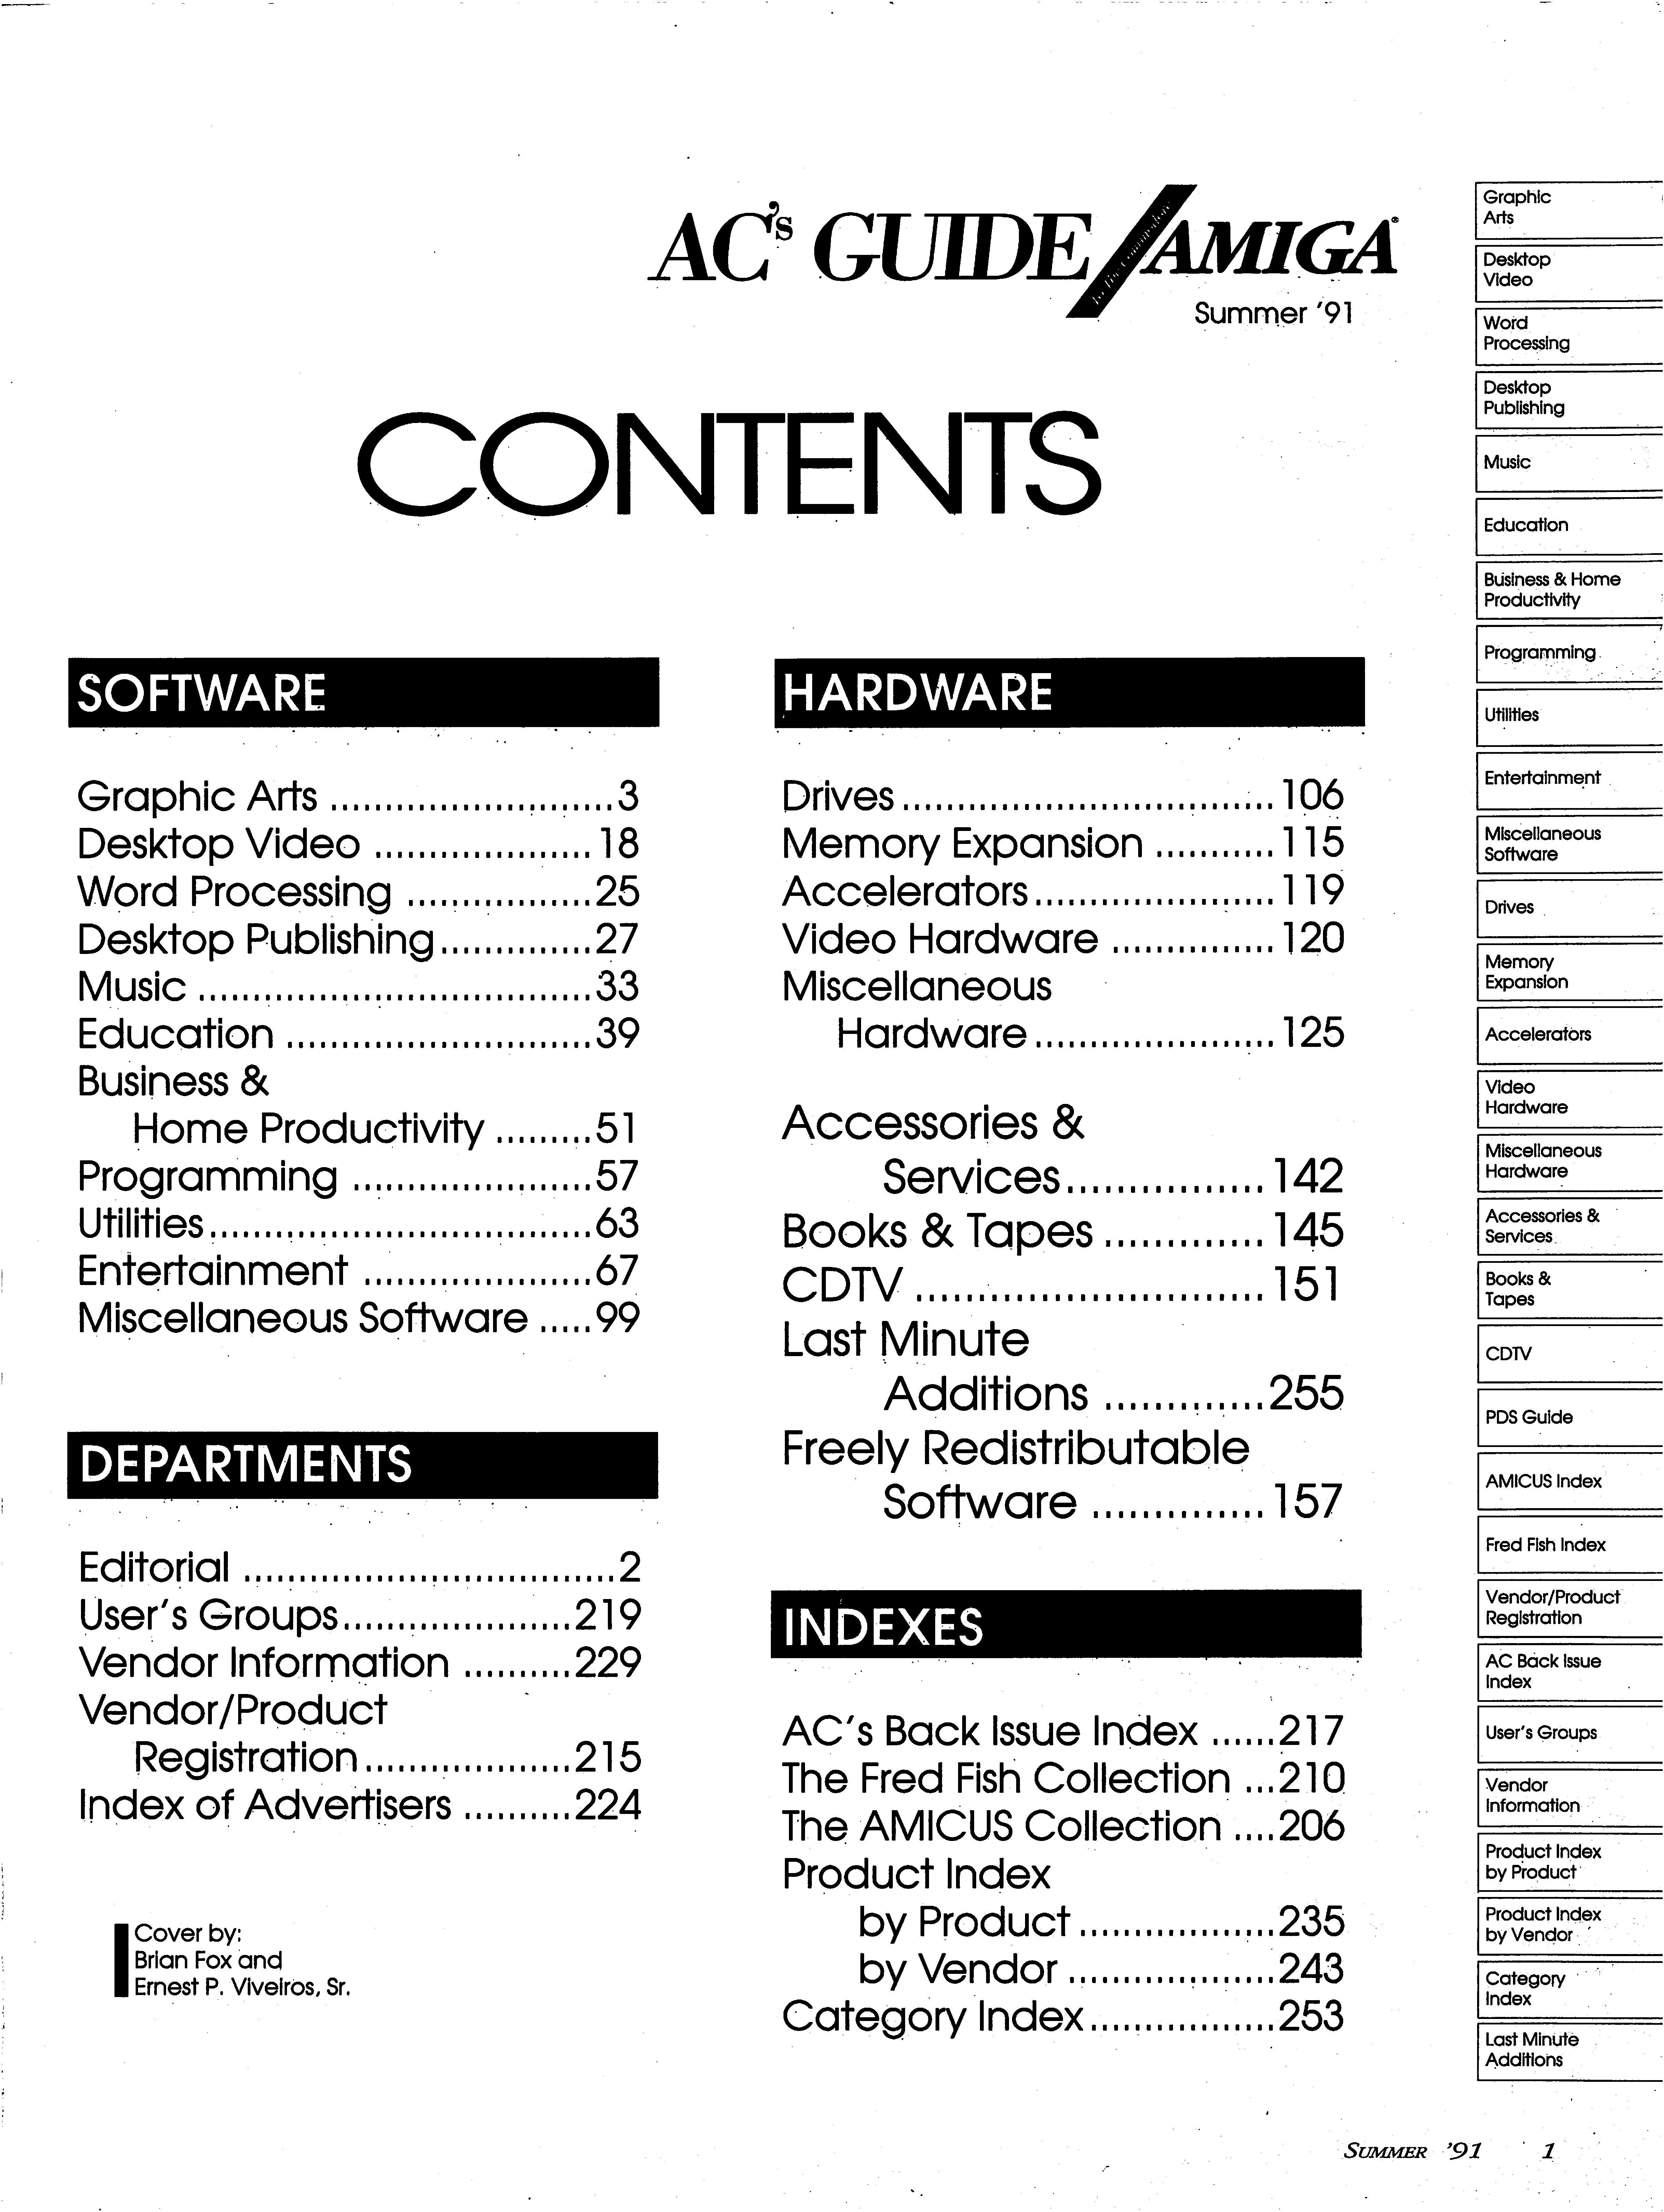 AC's GUIDE / AMIGA®
Summer '91
CONTENTS
SOFTWARE
Graphic Arts ..........................3
Desktop Video .................... 18
Word Processing .................25
Desktop Publishing..............27
Music ....................................33
Education ............................39
Business &
Home Productivity .........51
Programming ......................57
Utilities...................................63
Entertainment .....................67
Miscellaneous Software .....99
DEPARTMENTS
Editorial ..................................2
User's Groups.....................219
Vendor Information ..........229
Vendor/Product
Registration...................215
Index of Advertisers ..........224
Cover by:
Brian Fox and
Ernest P. Viveiros, Sr.
HARDWARE
Drives.................................. 106
Memory Expansion ........... 115
Accelerators...................... 119
Video Hardware ............... 120
Miscellaneous
Hardware...................... 125
Accessories &
Services................ 142
Books & Tapes ............. 145
CDTV ............................ 151
Last Minute
Additions .............255
Freely Redistributable
Software .............. 157
INDEXES
AC's Back Issue Index ......217
The Fred Fish Collection ...210
The AMICUS Collection ....206
Product Index
by Product..................235
by Vendor ...................243
Category Index.................253
Graphic
Arts
Desktop
Video
Word
Processing
Desktop
Publishing
Music
Education
Business & Home
Productivity
Programming
Utilities
Entertainment
Miscellaneous
Software
Drives
Memory
Expansion
Accelerators
Video
Hardware
Miscellaneous
Hardware
Accessories &
Services
Books &
Tapes
CDTV
PDS Guide
AMICUS Index
Fred Fish Index
Vendor/Product
Registration
AC Back Issue
Index
User's Groups
Vendor
Information
Product Index
by Product
Product Index
by Vendor
Category
Index
Last Minute
Additions
SUMMER '91 1